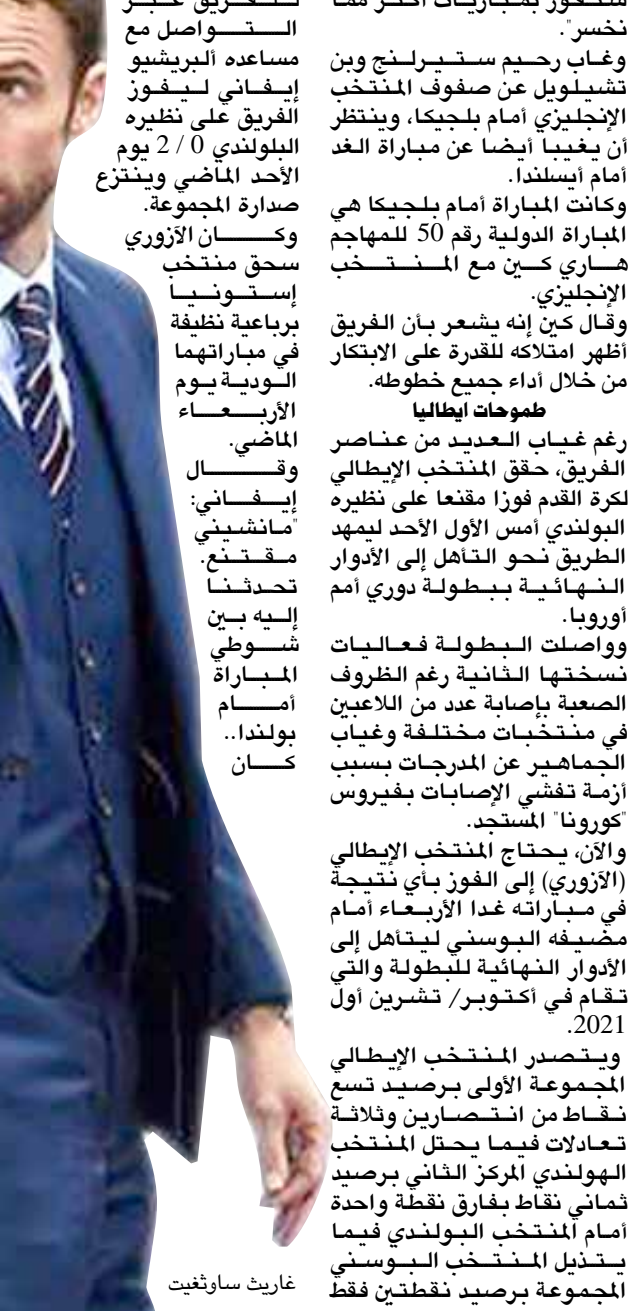 سنفوز بمباريات أكثر مما
نخسر".
وغاب رحيم ستيرلنج وبن
تشيلويل عن صفوف المنتخب
الإنجليزي أمام بلجيكا، وينتظر
أن يغيبا أيضا عن مباراة الغد
أمام أيسلندا.
وكانت المباراة أمام بلجيكا هي
المباراة الدولية رقم 50 للمهاجم
هاري كين مع المنتخب
الإنجليزي.
وقال كين إنه يشعر بأن الفريق
أظهر امتلاكه للقدرة على الابتكار
من خلال أداء جميع خطوطه.
طموحات ايطاليا
رغم غياب العديد من عناصر
الفريق، حقق المنتخب الإيطالي
لكرة القدم فوزا مقنعا على نظيره
البولندي أمس الأول الأحد ليمهد
الطريق نحو التأهل إلى الأدوار
النهائية ببطولة دوري أمم
أوروبا.
وواصلت البطولة فعاليات
نسختها الثانية رغم الظروف
الصعبة بإصابة عدد من اللاعبين
في منتخبات مختلفة وغياب
الجماهير عن المدرجات بسبب
أزمة تفشي الإصابات بفيروس
"كورونا" المستجد.
والآن، يحتاج المنتخب الإيطالي
(الآزوري) إلى الفوز بأي نتيجة
في مباراته غدا الأربعاء أمام
مضيفه البوسني ليتأهل إلى
الأدوار النهائية للبطولة والتي
تقام في أكتوبر/ تشرين أول
2021.
ويتصدر المنتخب الإيطالي
المجموعة الأولى برصيد تسع
نقاط من انتصارين وثلاثة
تعادلات فيما يحتل المنتخب
الهولندي المركز الثاني برصيد
ثماني نقاط بفارق نقطة واحدة
أمام المنتخب البولندي فيما
يتذيل المنتخب البوسني
المجموعة برصيد نقطتين فقط
للفريق عبر
التواصل مع
مساعده ألبريشيو
إيفاني ليفوز
الفريق على نظيره
البلولندي 0 / 2 يوم
الأحد الماضي وينتزع
صدارة المجموعة.
وكان الآزوري
سحق منتخب
إستونيا
برباعية نظيفة
في مباراتهما
الودية يوم
الأربعاء
الماضي.
وقال
إيفاني:
"مانشيني
مقتنع.
تحدثنا
إليه بين
شوطي
المباراة
أمام
بولندا..
كان
غاريث ساوثغيت